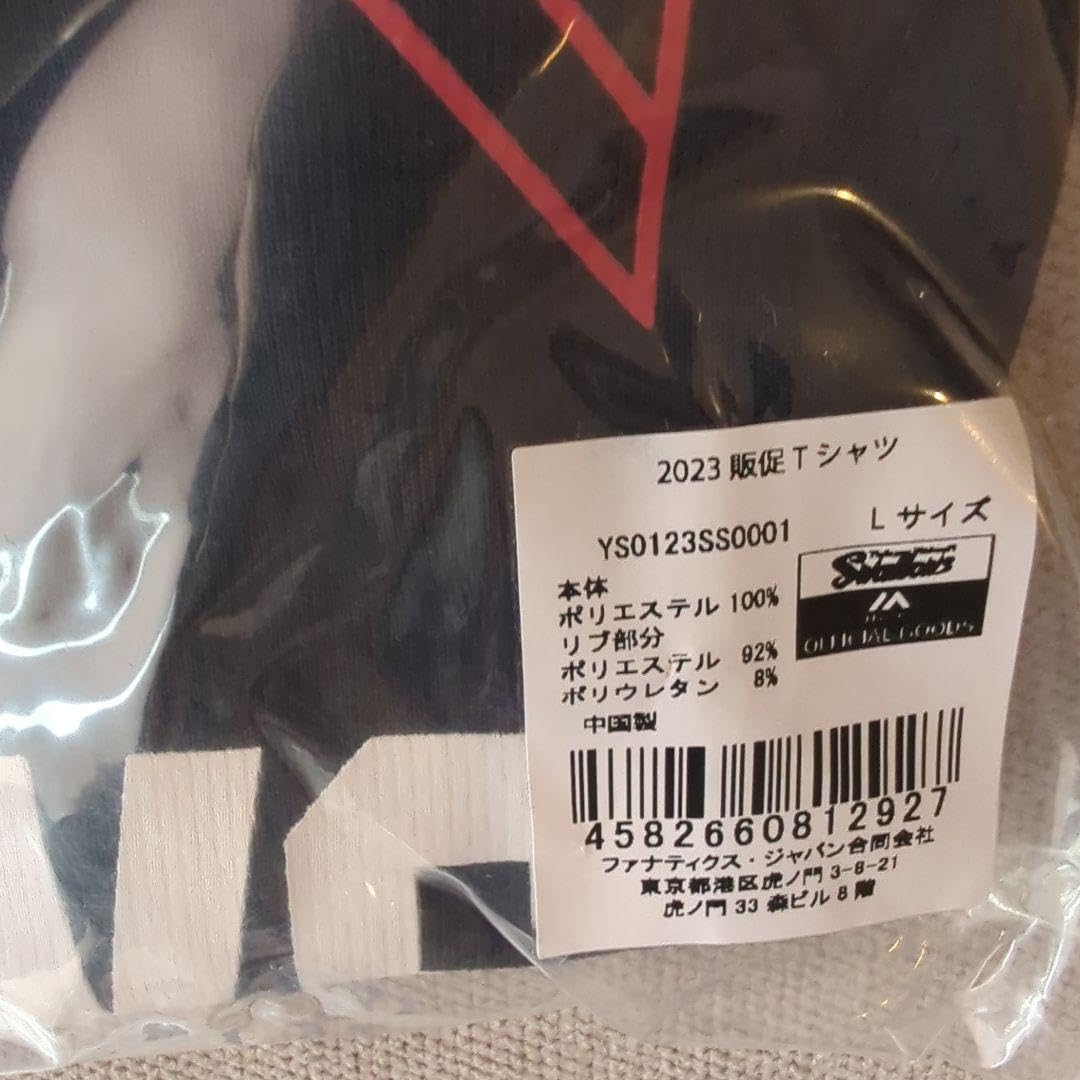 2023 販促Tシャツ
L サイズ
YS0123SS0001
Swallows
OFFICIAL GOODS
本体
ポリエステル 100%
リブ部分
ポリエステル 92%
ポリウレタン 8%
中国製
4582660812927
ファナティクス・ジャパン合同会社
東京都港区虎ノ門 3-8-21
虎ノ門 33 森ビル 8 階